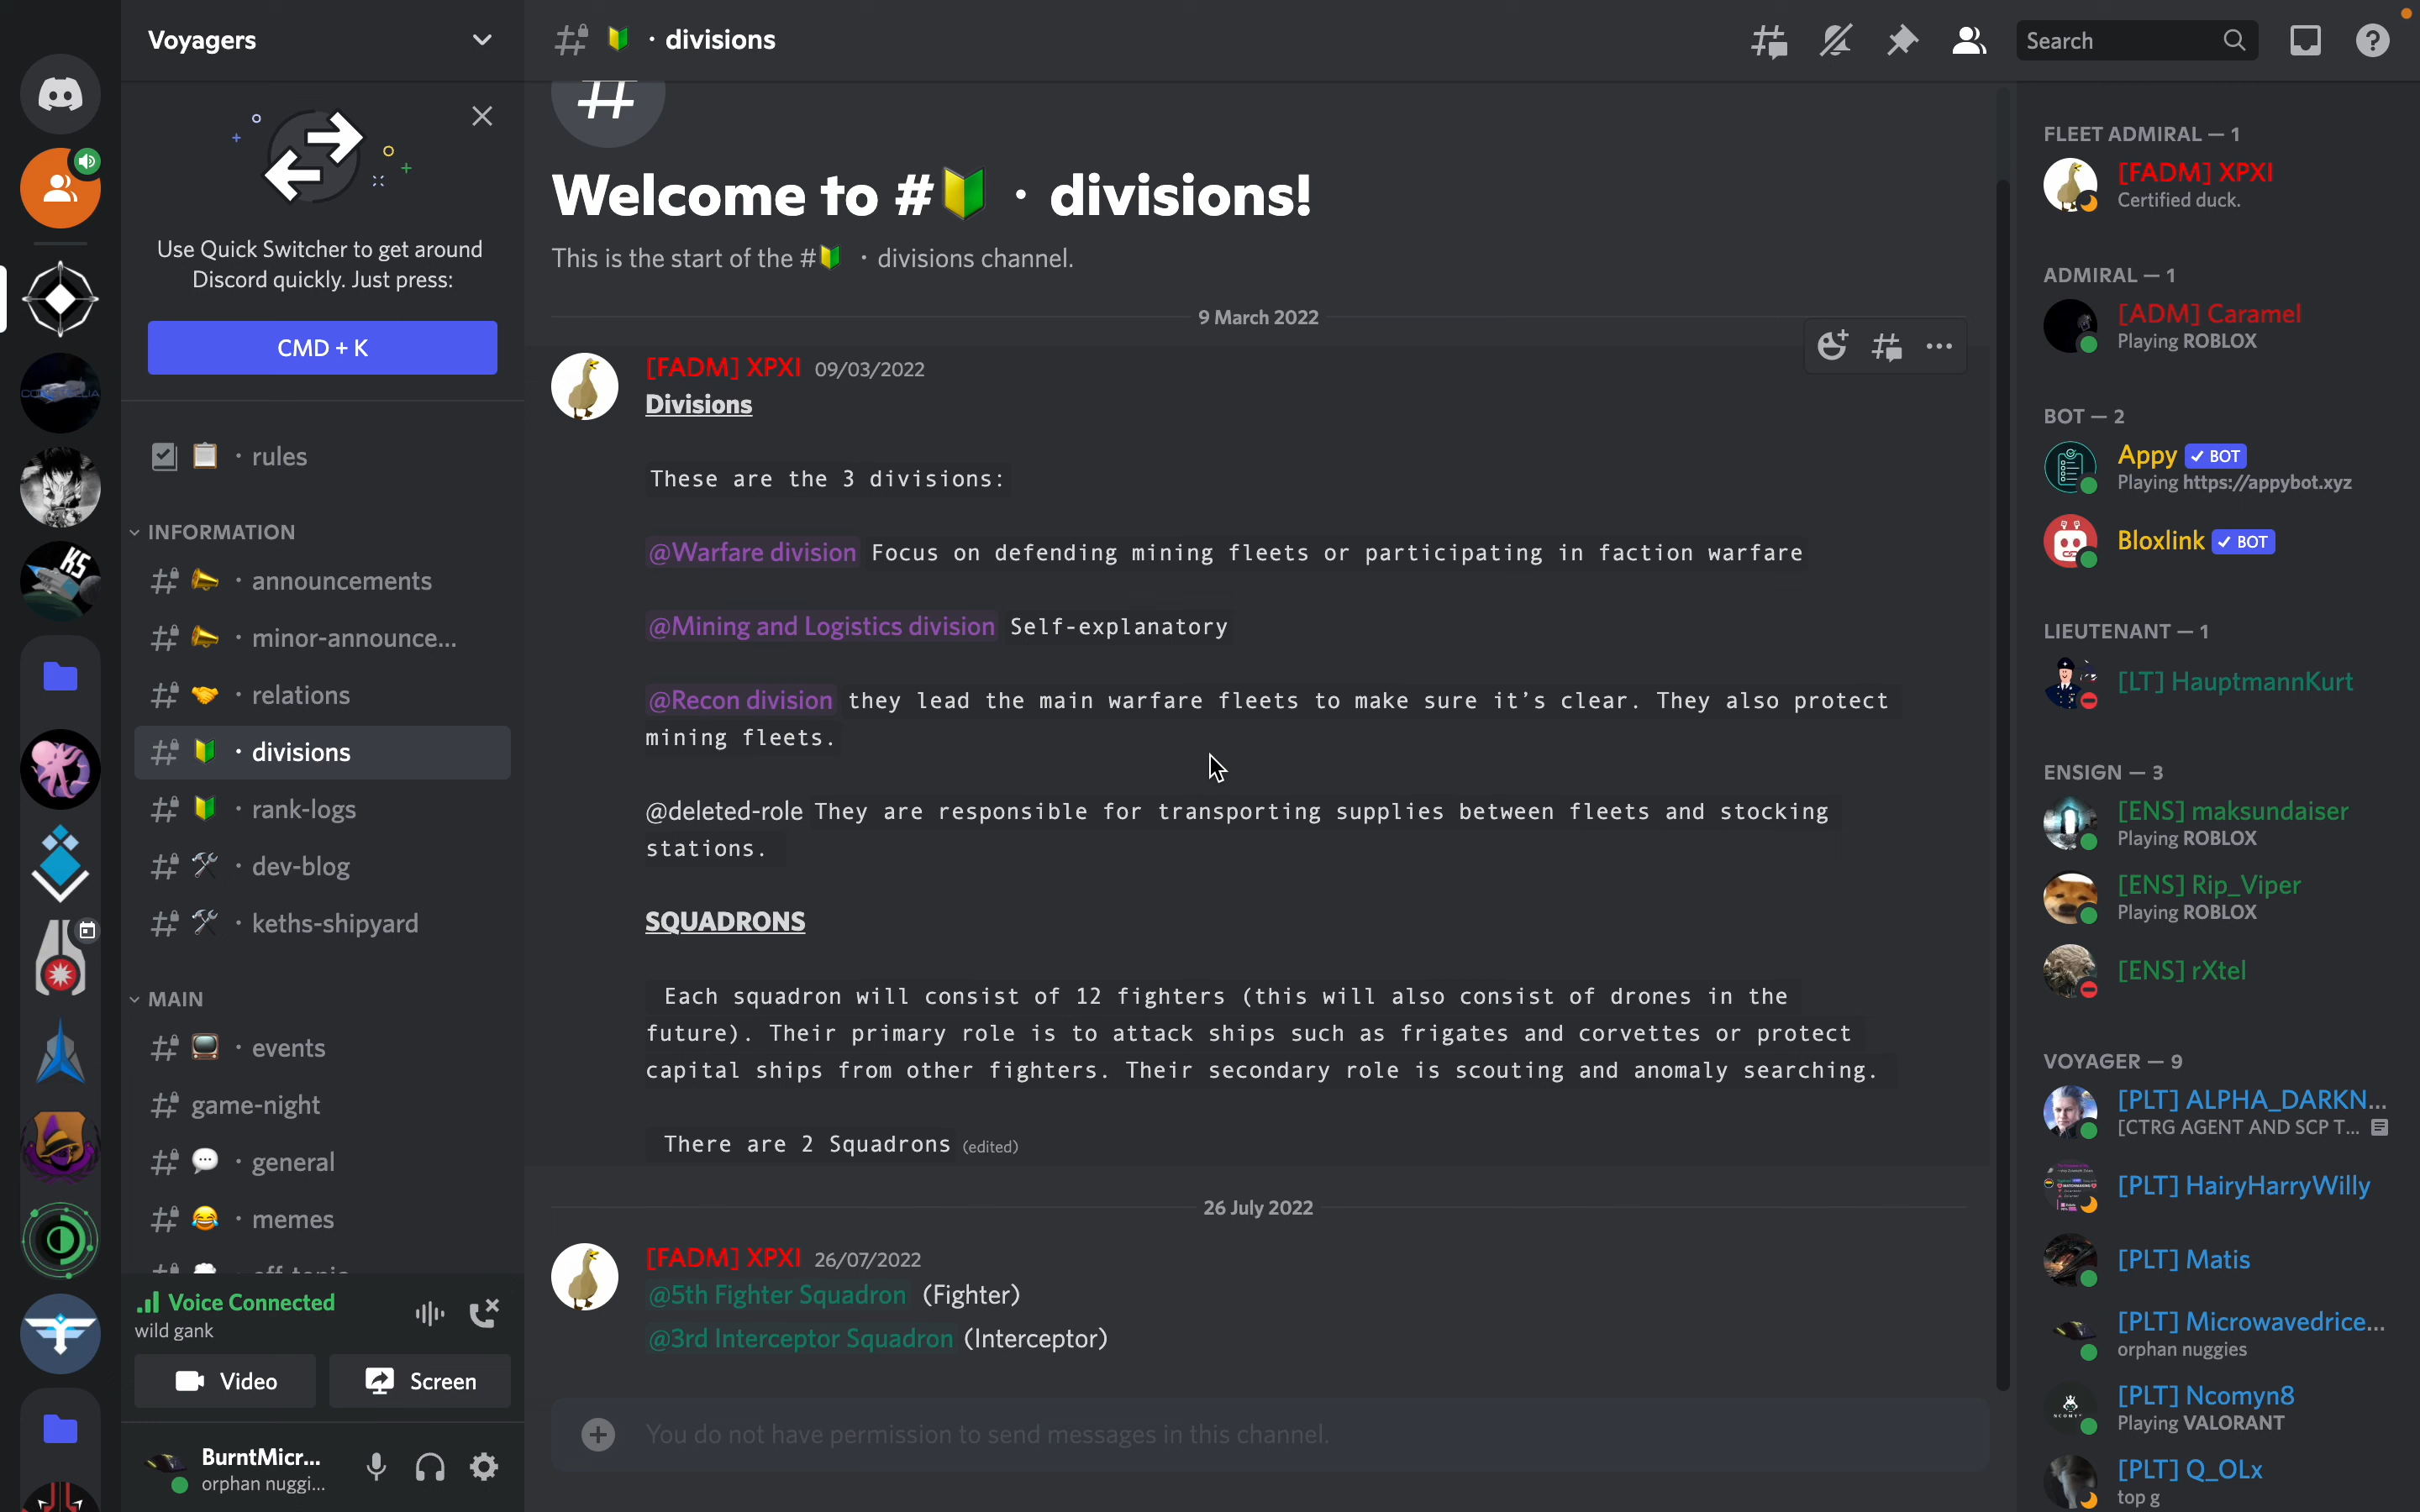 Voyagers
Use Quick Switcher to get around
Discord quickly. Just press:
CMD + K
📋 · rules
INFORMATION
📣 · announcements
📣 · minor-announce...
🤝 · relations
🔰 · divisions
🔰 · rank-logs
🛠 · dev-blog
🛠 · keths-shipyard
MAIN
📺 · events
game-night
💬 · general
😂 · memes
Voice Connected
wild gank
Video
Screen
BurntMicr...
orphan nuggi...
🔰 · divisions
Search
Welcome to #🔰 · divisions!
This is the start of the #🔰 · divisions channel.
9 March 2022
[FADM] XPXI 09/03/2022
Divisions
These are the 3 divisions:
@Warfare division Focus on defending mining fleets or participating in faction warfare
@Mining and Logistics division Self-explanatory
@Recon division they lead the main warfare fleets to make sure it’s clear. They also protect
mining fleets.
@deleted-role They are responsible for transporting supplies between fleets and stocking
stations.
SQUADRONS
Each squadron will consist of 12 fighters (this will also consist of drones in the
future). Their primary role is to attack ships such as frigates and corvettes or protect
capital ships from other fighters. Their secondary role is scouting and anomaly searching.
There are 2 Squadrons (edited)
26 July 2022
[FADM] XPXI 26/07/2022
@5th Fighter Squadron (Fighter)
@3rd Interceptor Squadron (Interceptor)
You do not have permission to send messages in this channel.
FLEET ADMIRAL — 1
[FADM] XPXI
Certified duck.
ADMIRAL — 1
[ADM] Caramel
Playing ROBLOX
BOT — 2
Appy ✓ BOT
Playing https://appybot.xyz
Bloxlink ✓ BOT
LIEUTENANT — 1
[LT] HauptmannKurt
ENSIGN — 3
[ENS] maksundaiser
Playing ROBLOX
[ENS] Rip_Viper
Playing ROBLOX
[ENS] rXtel
VOYAGER — 9
[PLT] ALPHA_DARKN...
[CTRG AGENT AND SCP T...
[PLT] HairyHarryWilly
[PLT] Matis
[PLT] Microwavedrice...
orphan nuggies
[PLT] Ncomyn8
Playing VALORANT
[PLT] Q_OLx
top g
KS